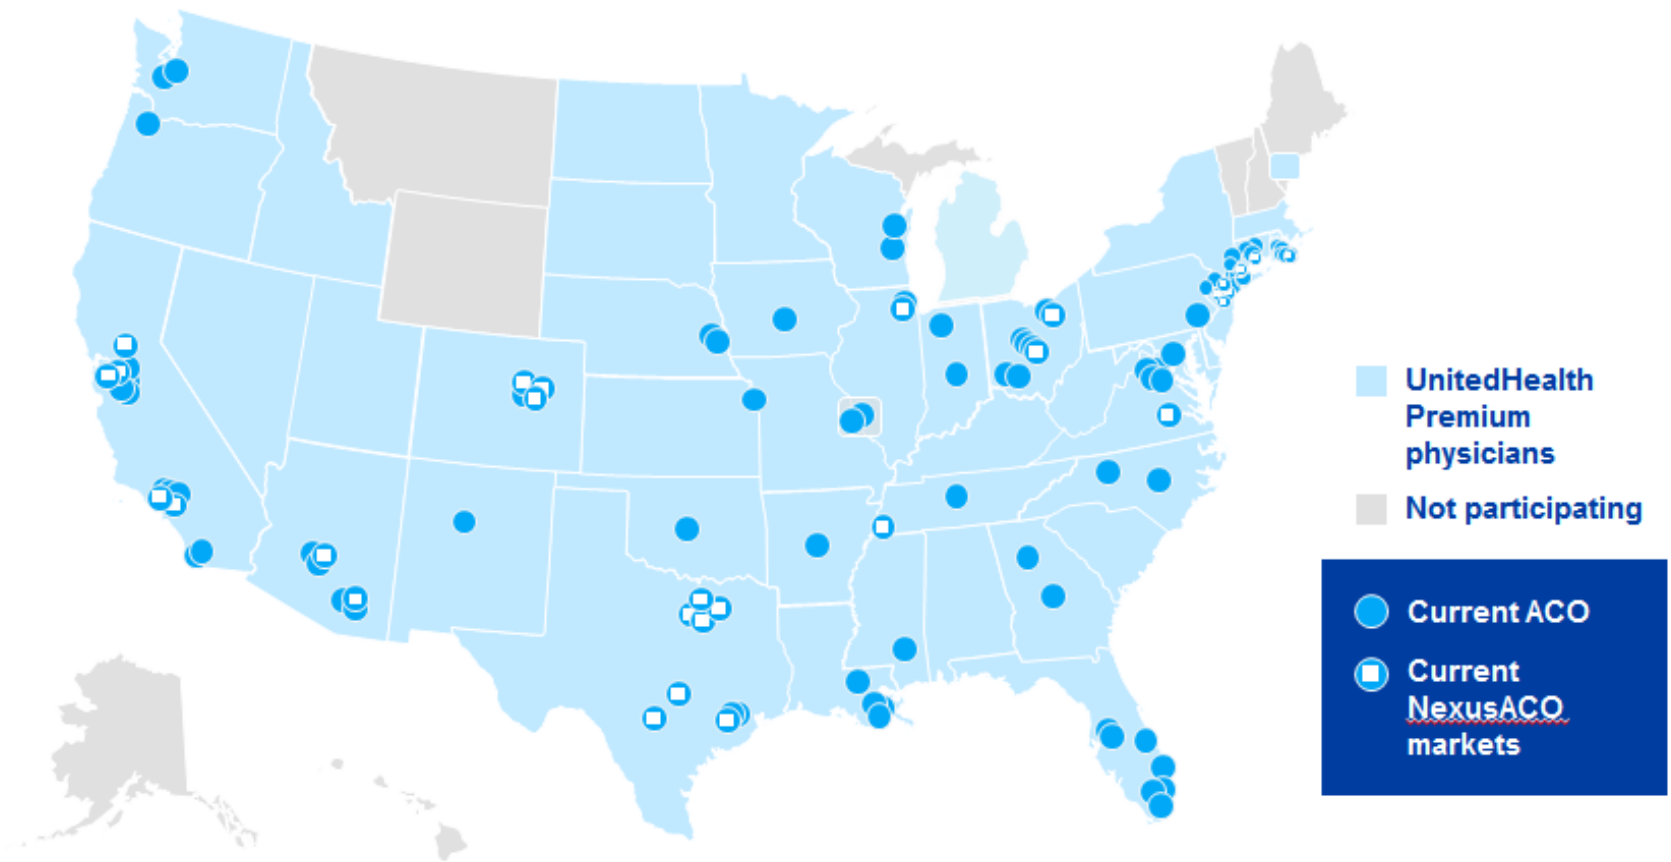 UnitedHealth
Premium
physicians
Not participating
Current ACO
Current
NexusACO
markets